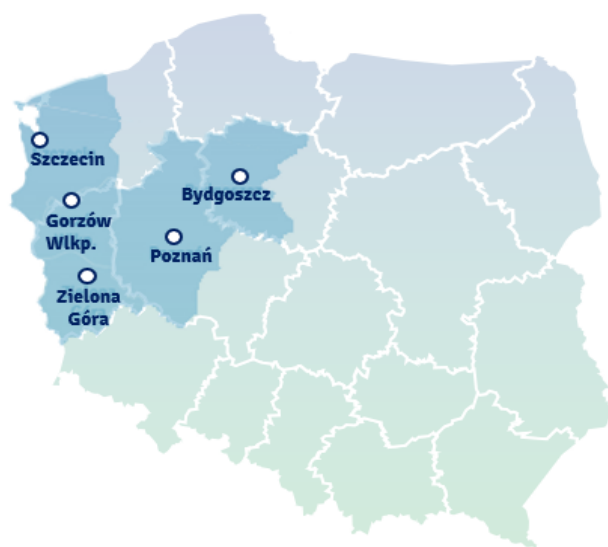 Szczecin
Bydgoszcz
Gorzów
Wlkp.
Poznań
Zielona
Góra